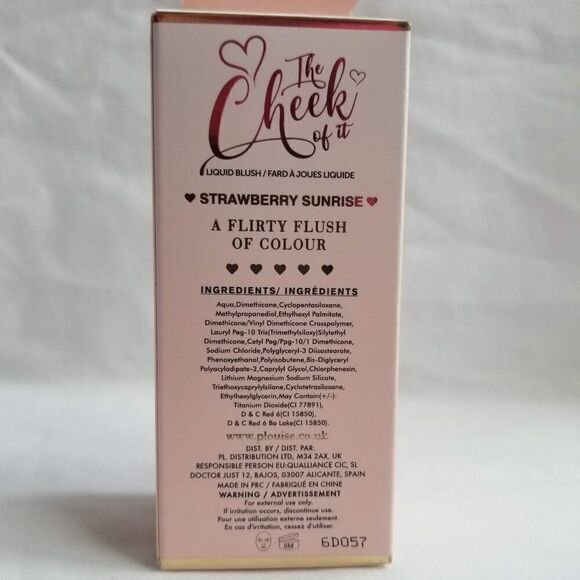 The
Cheek
of it
LIQUID BLUSH / FARD À JOUES LIQUIDE
♥ STRAWBERRY SUNRISE ♥
A FLIRTY FLUSH
OF COLOUR
♥ ♥ ♥ ♥ ♥
INGREDIENTS/ INGRÉDIENTS
Aqua,Dimethicone,Cyclopentasiloxane,
Methylpropanediol,Ethylhexyl Palmitate,
Dimethicone/Vinyl Dimethicone Crosspolymer,
Lauryl Peg-10 Tris(Trimethylsiloxy)Silylethyl
Dimethicone,Cetyl Peg/Ppg-10/1 Dimethicone,
Sodium Chloride,Polyglyceryl-3 Diisostearate,
Phenoxyethanol,Polyisobutene,Bis-Diglyceryl
Polyacyladipate-2,Caprylyl Glycol,Chlorphenesin,
Lithium Magnesium Sodium Silicate,
Triethoxycaprylylsilane,Cyclotetrasiloxane,
Ethylhexylglycerin,May Contain(+/-):
Titanium Dioxide(CI 77891),
D & C Red 6(CI 15850),
D & C Red 6 Ba Lake(CI 15850).
www.plouise.co.uk
DIST. BY / DIST. PAR:
PL. DISTRIBUTION LTD, M34 2AX, UK
RESPONSIBLE PERSON EU:QUALLIANCE CIC, SL
DOCTOR JUST 12, BAJOS, 03007 ALICANTE, SPAIN
MADE IN PRC / FABRIQUÉ EN CHINE
WARNING / ADVERTISSEMENT
For external use only.
If irritation occurs, discontinue use.
Pour une utilisation externe seulement.
En cas d'irritation, cessez d'utiliser.
6M
6D057